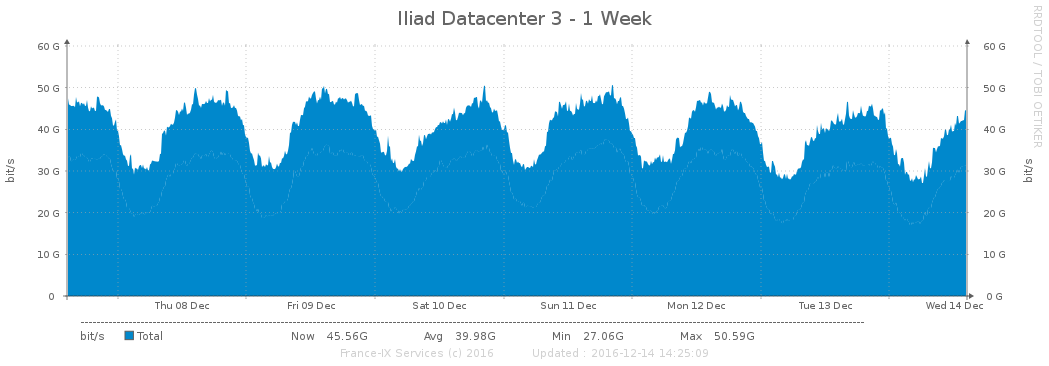 Iliad Datacenter 3 - 1 Week
RRDTOOL / TOBI OETIKER
60 G 60 G
50 G 50 G
40 G 40 G
30 G 30 G
20 G 20 G
10 G 10 G
0 0 G
bit/s bit/s
Thu 08 Dec Fri 09 Dec Sat 10 Dec Sun 11 Dec Mon 12 Dec Tue 13 Dec Wed 14 Dec
bit/s Total Now 45.56G Avg 39.98G Min 27.06G Max 50.59G
France-IX Services (c) 2016 Updated : 2016-12-14 14:25:09